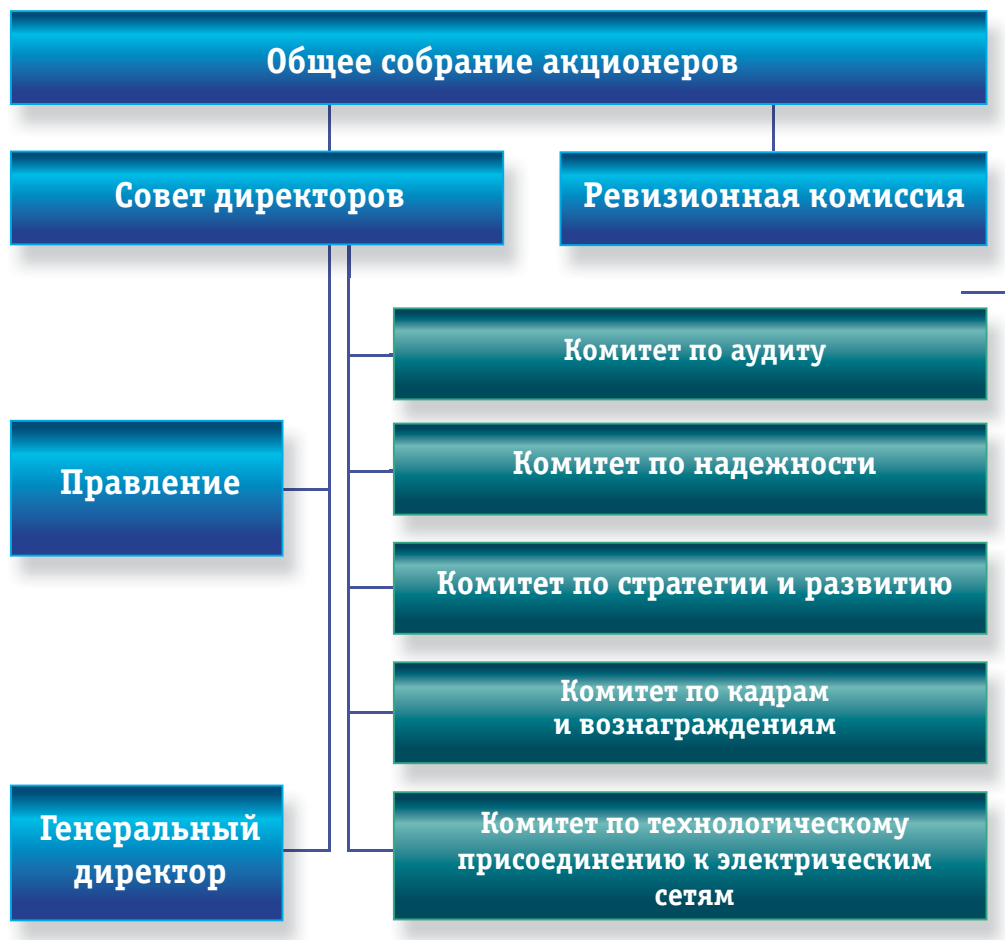 Общее собрание акционеров
Совет директоров
Ревизионная комиссия
Комитет по аудиту
Правление
Комитет по надежности
Комитет по стратегии и развитию
Комитет по кадрам
и вознаграждениям
Генеральный
директор
Комитет по технологическому
присоединению к электрическим
сетям